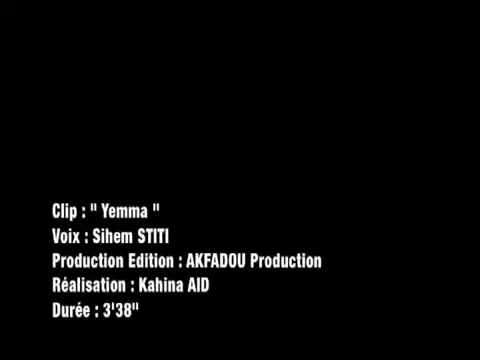 Clip : " Yemma "
Voix : Sihem STITI
Production Edition : AKFADOU Production
Réalisation : Kahina AID
Durée : 3'38"